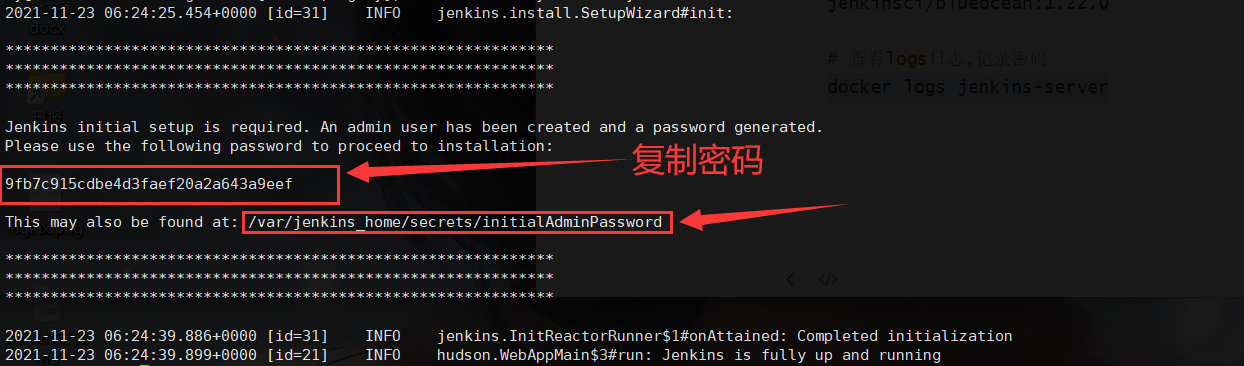 2021-11-23 06:24:25.454+0000 [id=31] INFO jenkins.install.SetupWizard#init:
jenkinsci/blueocean:1.22.0
docx
*************************************************************
*************************************************************
*************************************************************
# 查看logs日志,记录密码
docker logs jenkins-server
Jenkins initial setup is required. An admin user has been created and a password generated.
Please use the following password to proceed to installation:
复制密码
9fb7c915cdbe4d3faef20a2a643a9eef
This may also be found at: /var/jenkins_home/secrets/initialAdminPassword
*************************************************************
*************************************************************
*************************************************************
</>
2021-11-23 06:24:39.886+0000 [id=31] INFO jenkins.InitReactorRunner$1#onAttained: Completed initialization
2021-11-23 06:24:39.899+0000 [id=21] INFO hudson.WebAppMain$3#run: Jenkins is fully up and running